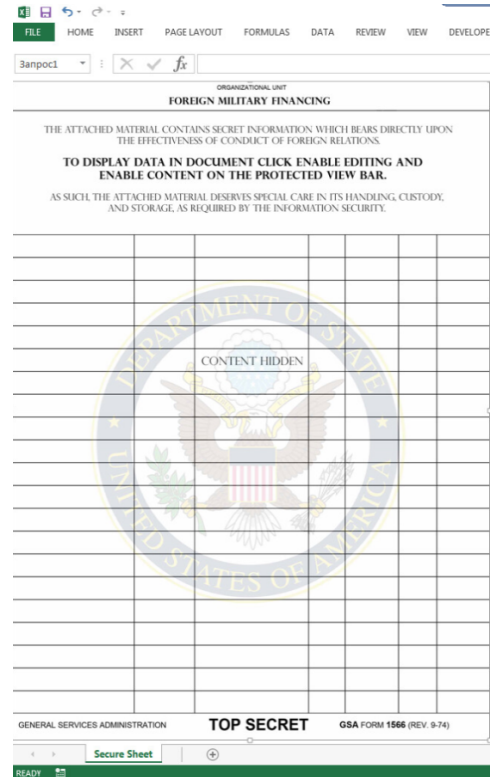 FILE HOME INSERT PAGE LAYOUT FORMULAS DATA REVIEW VIEW DEVELOPE
Запрос1 fx
ORGANIZATIONAL UNIT
FOREIGN MILITARY FINANCING
THE ATTACHED MATERIAL CONTAINS SECRET INFORMATION WHICH BEARS DIRECTLY UPON
THE EFFECTIVENESS OF CONDUCT OF FOREIGN RELATIONS.
TO DISPLAY DATA IN DOCUMENT CLICK ENABLE EDITING AND
ENABLE CONTENT ON THE PROTECTED VIEW BAR.
AS SUCH, THE ATTACHED MATERIAL DESERVES SPECIAL CARE IN ITS HANDLING, CUSTODY,
AND STORAGE, AS REQUIRED BY THE INFORMATION SECURITY.
DEPARTMENT OF STATE
CONTENT HIDDEN
UNITED STATES OF AMERICA
GENERAL SERVICES ADMINISTRATION TOP SECRET GSA FORM 1566 (REV. 9-74)
Secure Sheet
READY